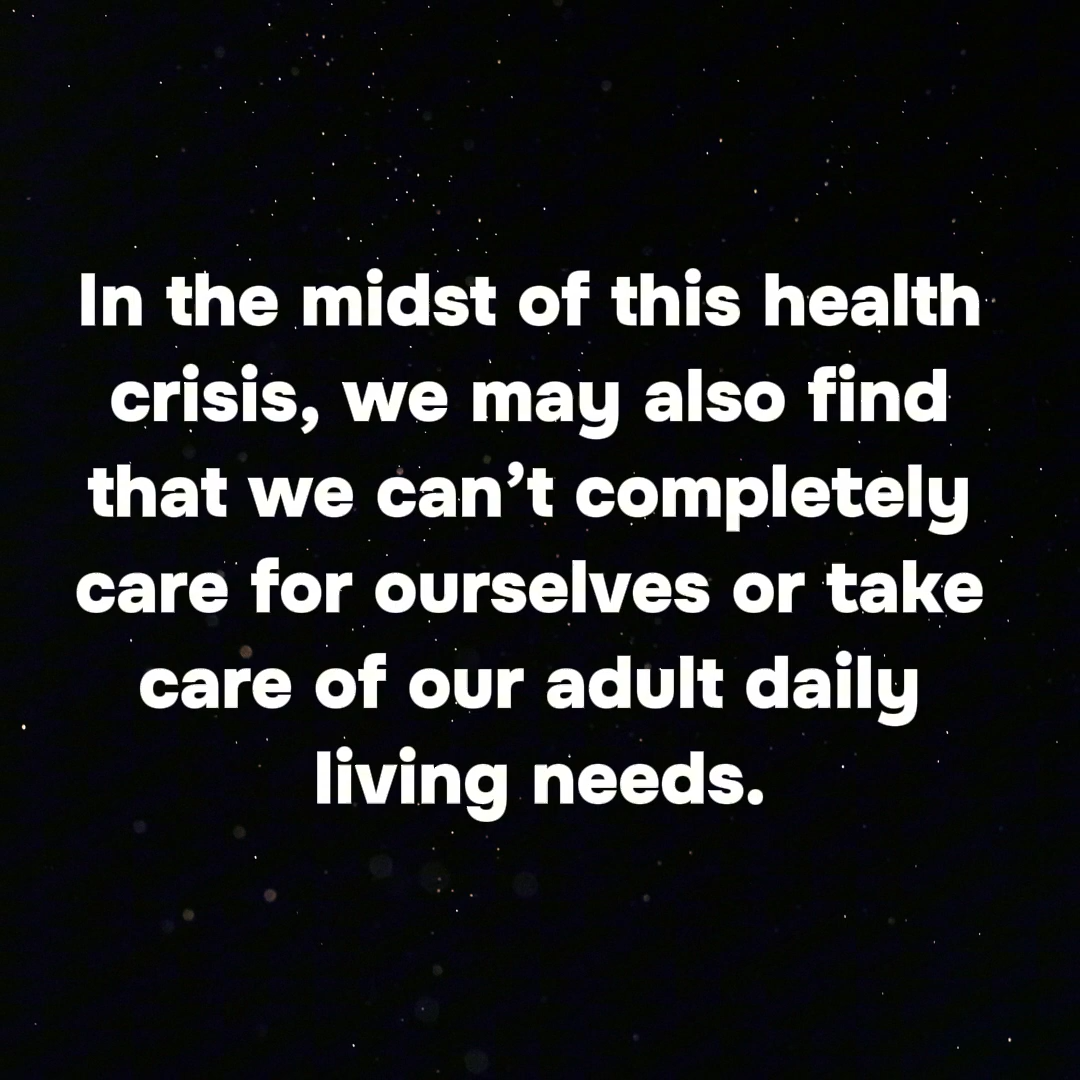 In the midst of this health
crisis, we may also find
that we can’t completely
care for ourselves or take
care of our adult daily
living needs.